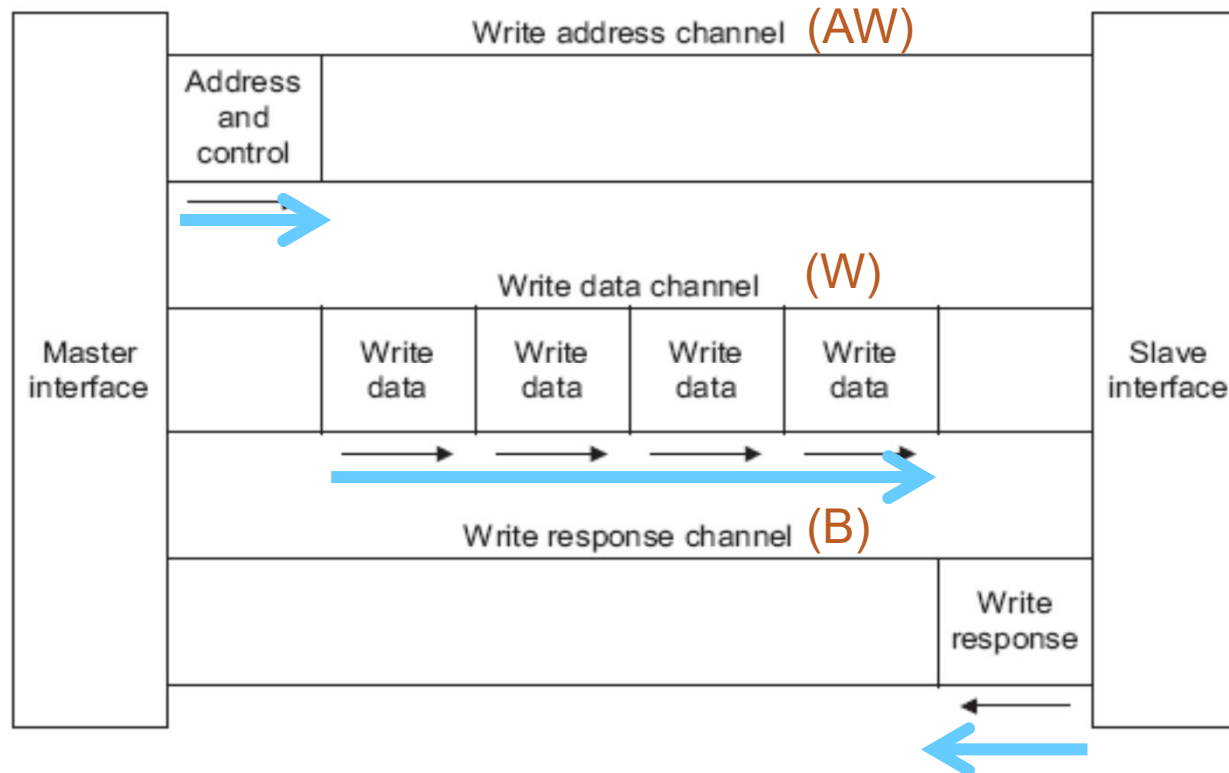 Write address channel (AW)
Address
and
control
Write data channel (W)
Master
interface
Write
data
Write
data
Write
data
Write
data
Slave
interface
Write response channel (B)
Write
response